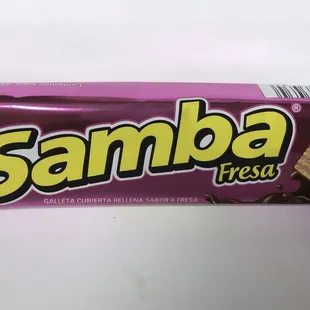 Samba®
Fresa
GALLETA CUBIERTA RELLENA SABOR A FRESA